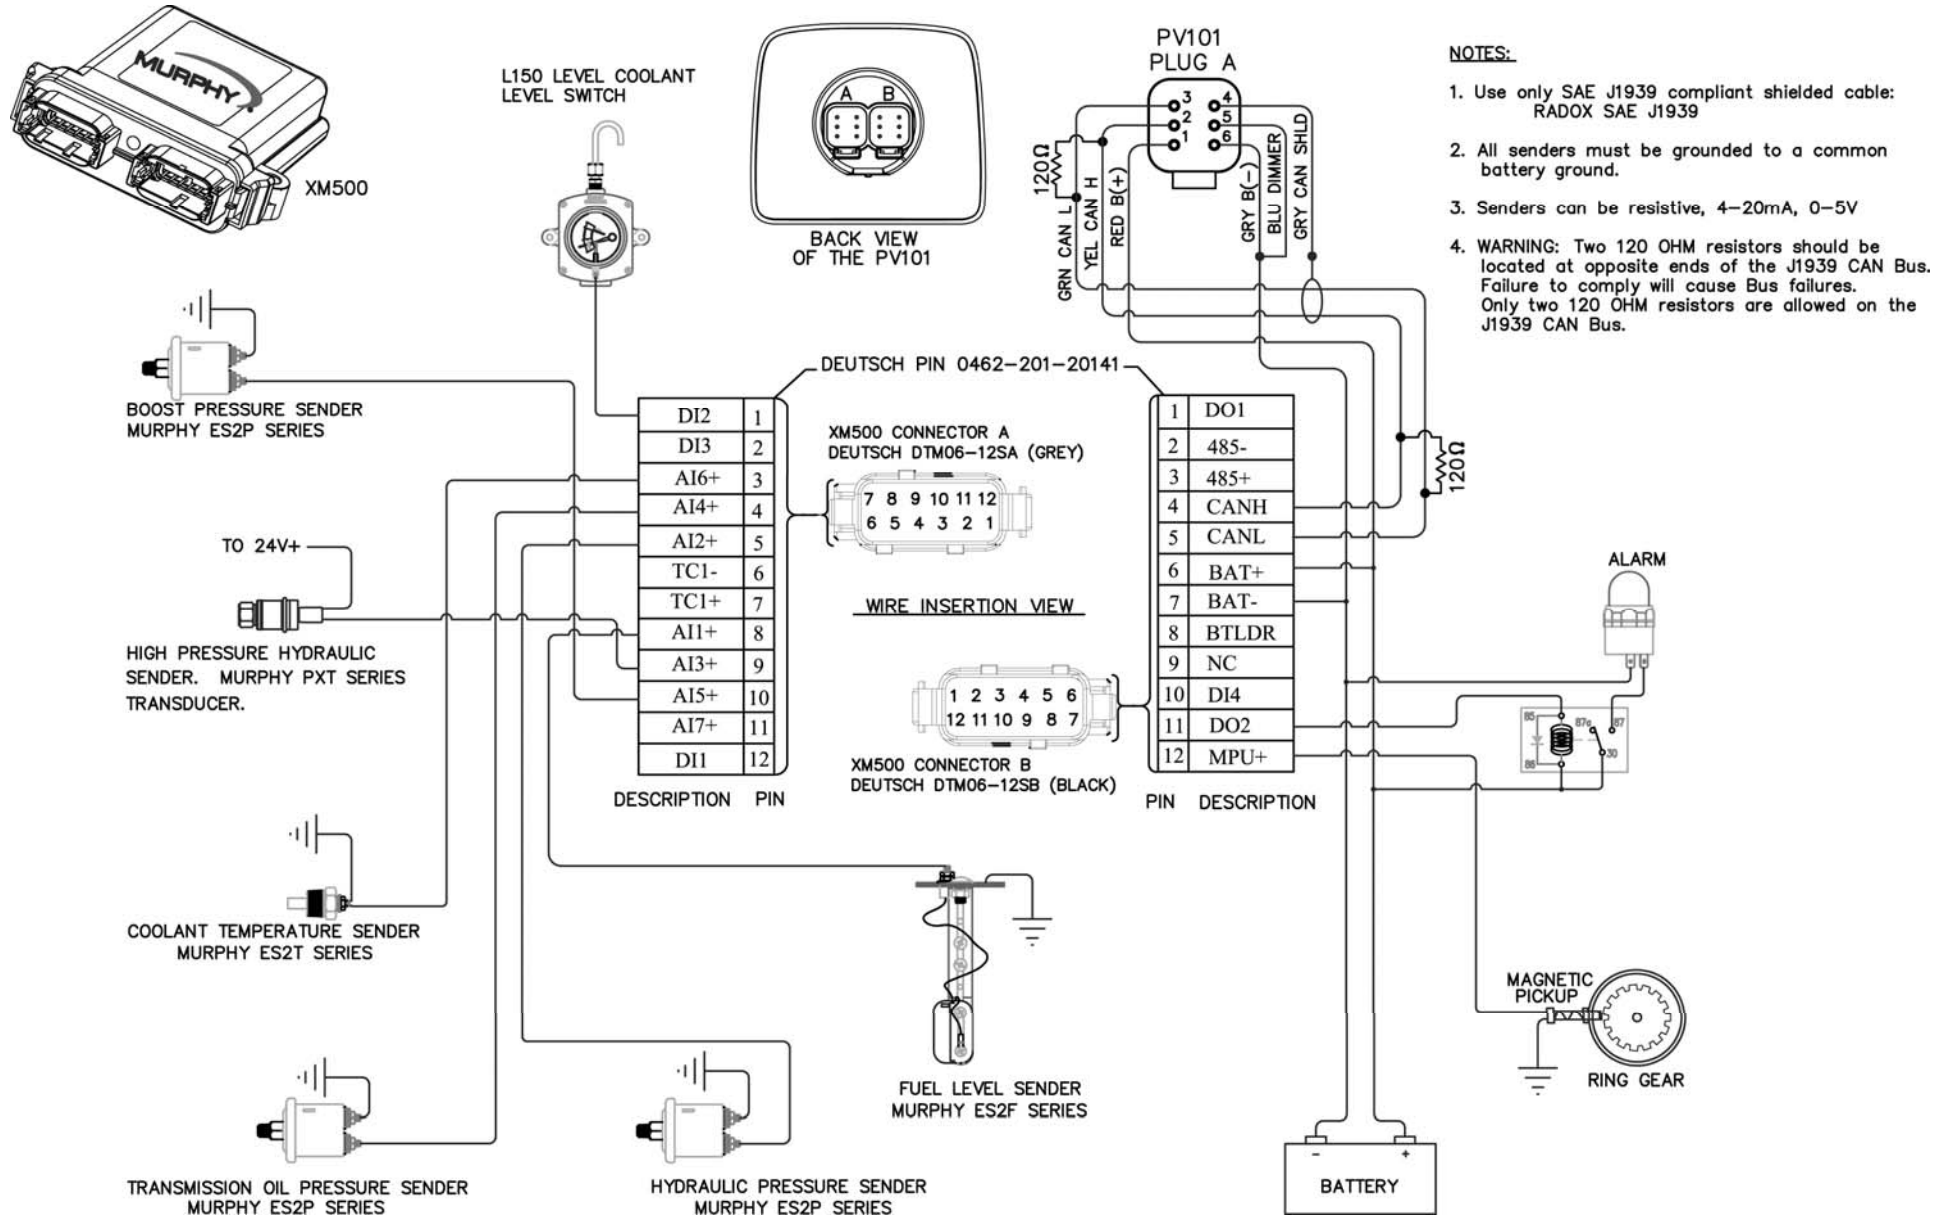 MURPHY
XM500
L150 LEVEL COOLANT
LEVEL SWITCH
A B
BACK VIEW
OF THE PV101
PV101
PLUG A
3 4
2 5
1 6
120Ω
GRN CAN L
YEL CAN H
RED B(+)
GRY B(-)
BLU DIMMER
GRY CAN SHLD
NOTES:
1. Use only SAE J1939 compliant shielded cable:
RADOX SAE J1939
2. All senders must be grounded to a common
battery ground.
3. Senders can be resistive, 4-20mA, 0-5V
4. WARNING: Two 120 OHM resistors should be
located at opposite ends of the J1939 CAN Bus.
Failure to comply will cause Bus failures.
Only two 120 OHM resistors are allowed on the
J1939 CAN Bus.
BOOST PRESSURE SENDER
MURPHY ES2P SERIES
TO 24V+
HIGH PRESSURE HYDRAULIC
SENDER. MURPHY PXT SERIES
TRANSDUCER.
COOLANT TEMPERATURE SENDER
MURPHY ES2T SERIES
TRANSMISSION OIL PRESSURE SENDER
MURPHY ES2P SERIES
HYDRAULIC PRESSURE SENDER
MURPHY ES2P SERIES
FUEL LEVEL SENDER
MURPHY ES2F SERIES
DEUTSCH PIN 0462-201-20141
DI2 1
DI3 2
AI6+ 3
AI4+ 4
AI2+ 5
TC1- 6
TC1+ 7
AI1+ 8
AI3+ 9
AI5+ 10
AI7+ 11
DI1 12
DESCRIPTION PIN
XM500 CONNECTOR A
DEUTSCH DTM06-12SA (GREY)
7 8 9 10 11 12
6 5 4 3 2 1
WIRE INSERTION VIEW
1 2 3 4 5 6
12 11 10 9 8 7
XM500 CONNECTOR B
DEUTSCH DTM06-12SB (BLACK)
1 DO1
2 485-
3 485+
4 CANH
5 CANL
6 BAT+
7 BAT-
8 BTLDR
9 NC
10 DI4
11 DO2
12 MPU+
PIN DESCRIPTION
120Ω
ALARM
85 87a 87
86 30
MAGNETIC
PICKUP
RING GEAR
- +
BATTERY